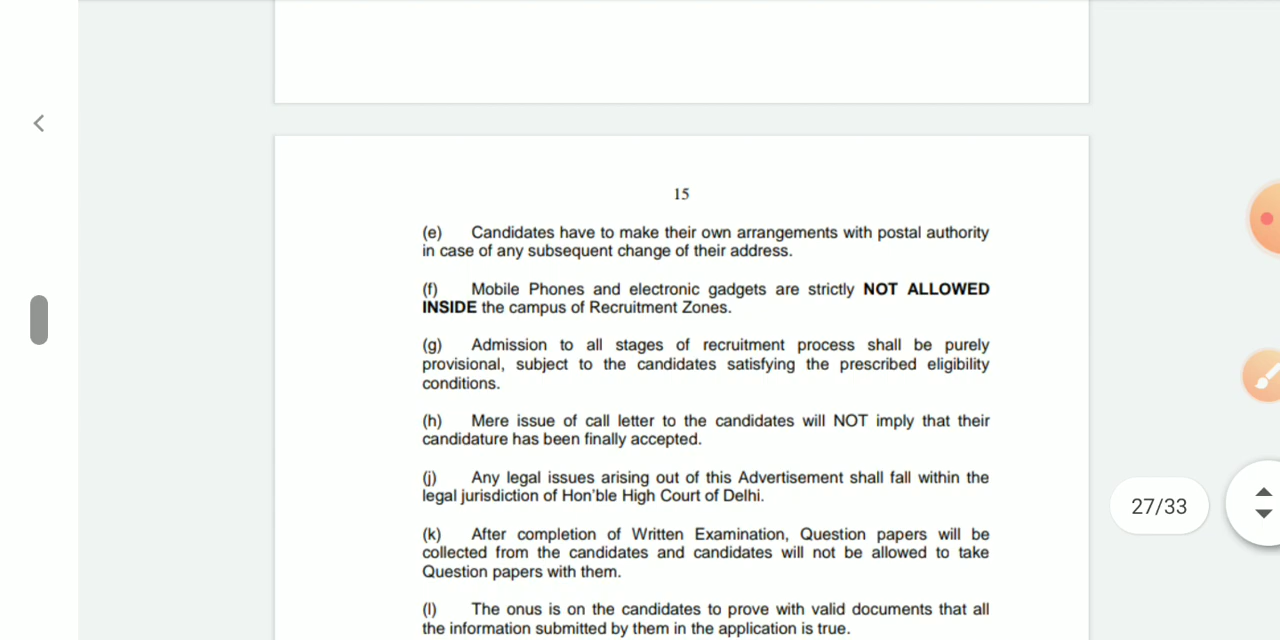 15
(e) Candidates have to make their own arrangements with postal authority
in case of any subsequent change of their address.
(f) Mobile Phones and electronic gadgets are strictly NOT ALLOWED
INSIDE the campus of Recruitment Zones.
(g) Admission to all stages of recruitment process shall be purely
provisional, subject to the candidates satisfying the prescribed eligibility
conditions.
(h) Mere issue of call letter to the candidates will NOT imply that their
candidature has been finally accepted.
(j) Any legal issues arising out of this Advertisement shall fall within the
legal jurisdiction of Hon'ble High Court of Delhi.
(k) After completion of Written Examination, Question papers will be
collected from the candidates and candidates will not be allowed to take
Question papers with them.
(l) The onus is on the candidates to prove with valid documents that all
the information submitted by them in the application is true.
27/33